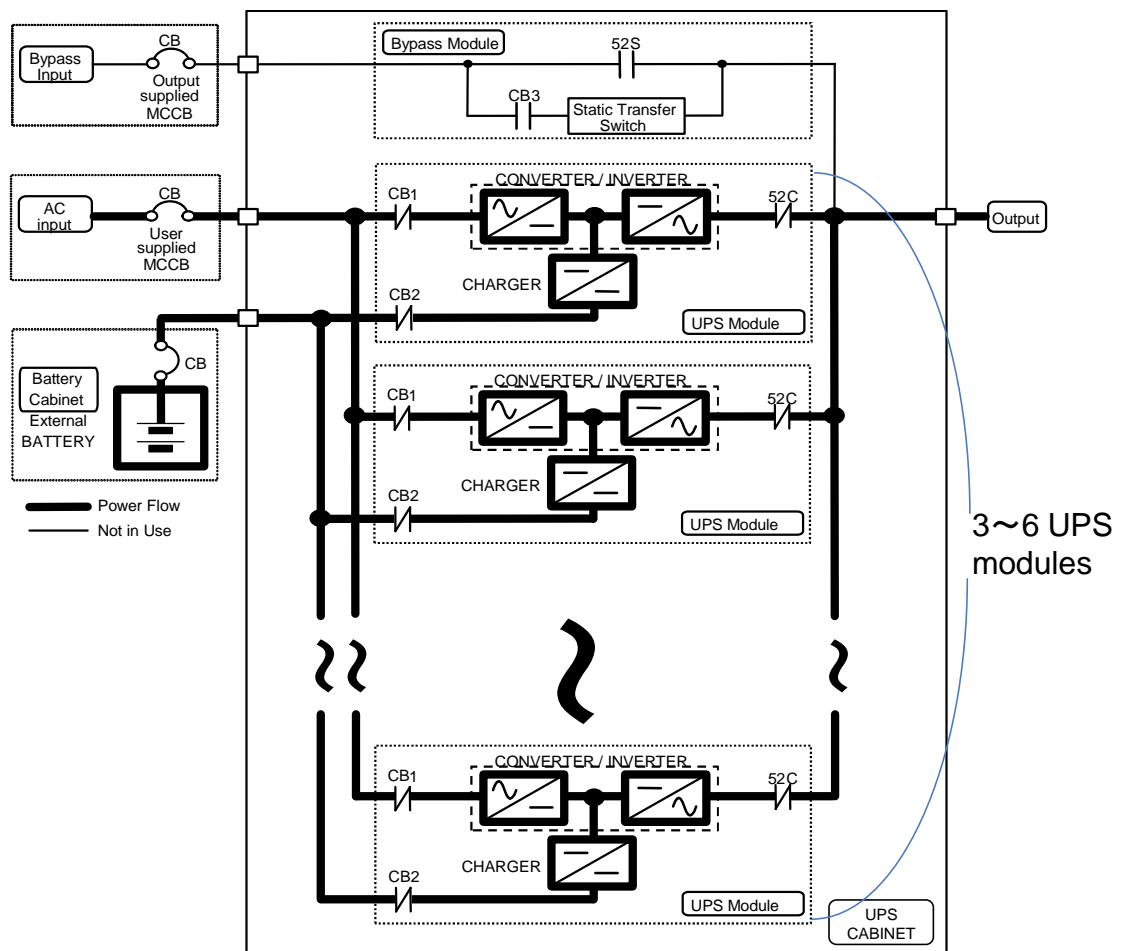 Bypass
Input
CB
Output
supplied
MCCB
Bypass Module
52S
CB3
Static Transfer
Switch
AC
input
CB
User
supplied
MCCB
CB1
CONVERTER / INVERTER
52C
Output
CHARGER
CB2
UPS Module
Battery
Cabinet
External
BATTERY
CB
CB1
CONVERTER / INVERTER
52C
CHARGER
CB2
UPS Module
Power Flow
Not in Use
3～6 UPS
modules
CB1
CONVERTER / INVERTER
52C
CHARGER
CB2
UPS Module
UPS
CABINET